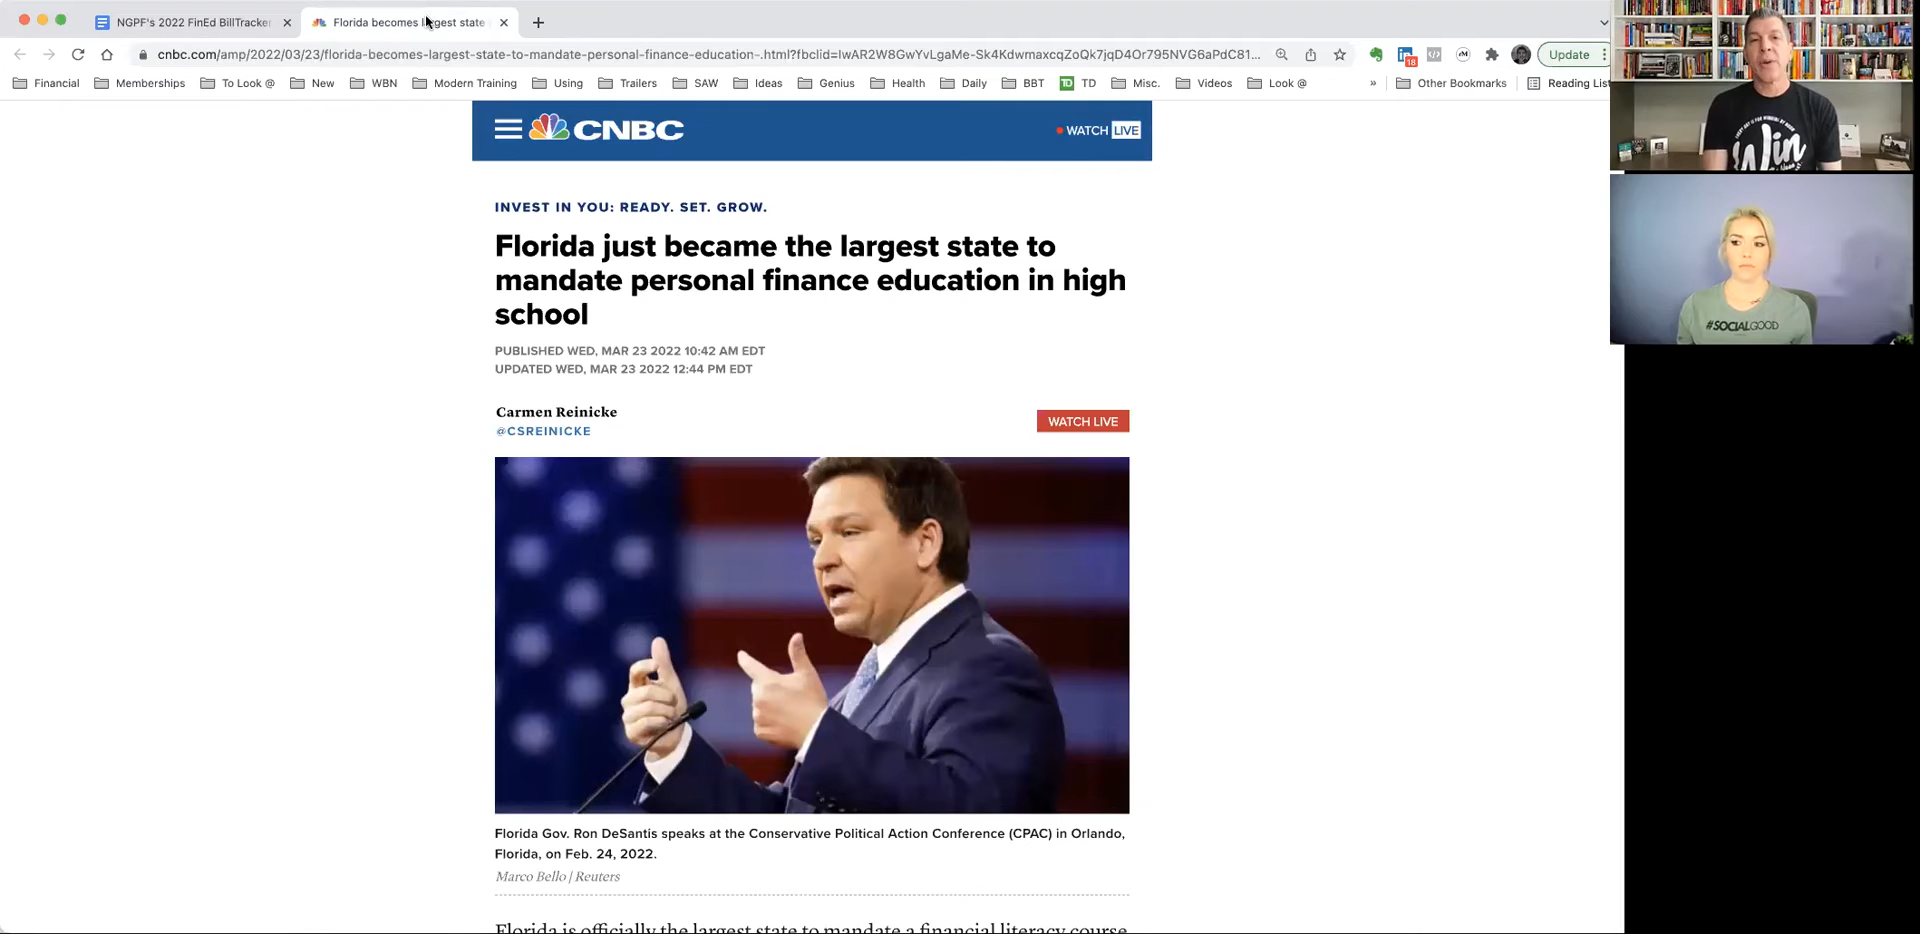 NGPF's 2022 FinEd BillTracker
Florida becomes largest state
cnbc.com/amp/2022/03/23/florida-becomes-largest-state-to-mandate-personal-finance-education-.html?fbclid=IwAR2W8GwYvLgaMe-Sk4KdwmaxcqZoQk7jqD4Or795NVG6aPdC81...
18
Update
Financial Memberships To Look @ New WBN Modern Training Using Trailers SAW Ideas Genius Health Daily BBT TD TD Misc. Videos Look @ » Other Bookmarks Reading List
CNBC
WATCH LIVE
INVEST IN YOU: READY. SET. GROW.
Florida just became the largest state to
mandate personal finance education in high
school
PUBLISHED WED, MAR 23 2022 10:42 AM EDT
UPDATED WED, MAR 23 2022 12:44 PM EDT
Carmen Reinicke
@CSREINICKE
WATCH LIVE
Florida Gov. Ron DeSantis speaks at the Conservative Political Action Conference (CPAC) in Orlando,
Florida, on Feb. 24, 2022.
Marco Bello | Reuters
Florida is officially the largest state to mandate a financial literacy course
Win
#SOCIALGOOD